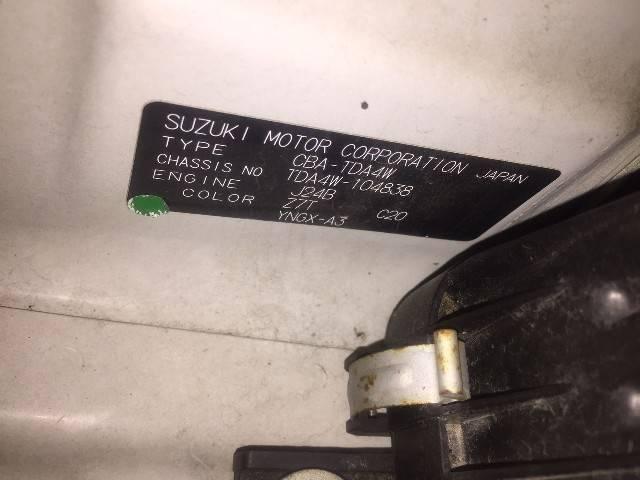 SUZUKI MOTOR CORPORATION JAPAN
TYPE CBA-TDA4W
CHASSIS NO TDA4W-104838
ENGINE J24B
COLOR Z7T C20
YNGX-A3